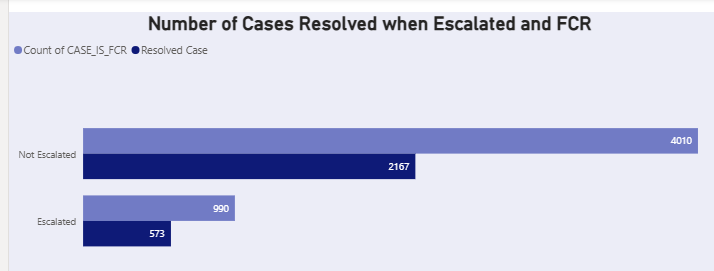 Number of Cases Resolved when Escalated and FCR
Count of CASE_IS_FCR Resolved Case
Not Escalated 4010
2167
Escalated 990
573